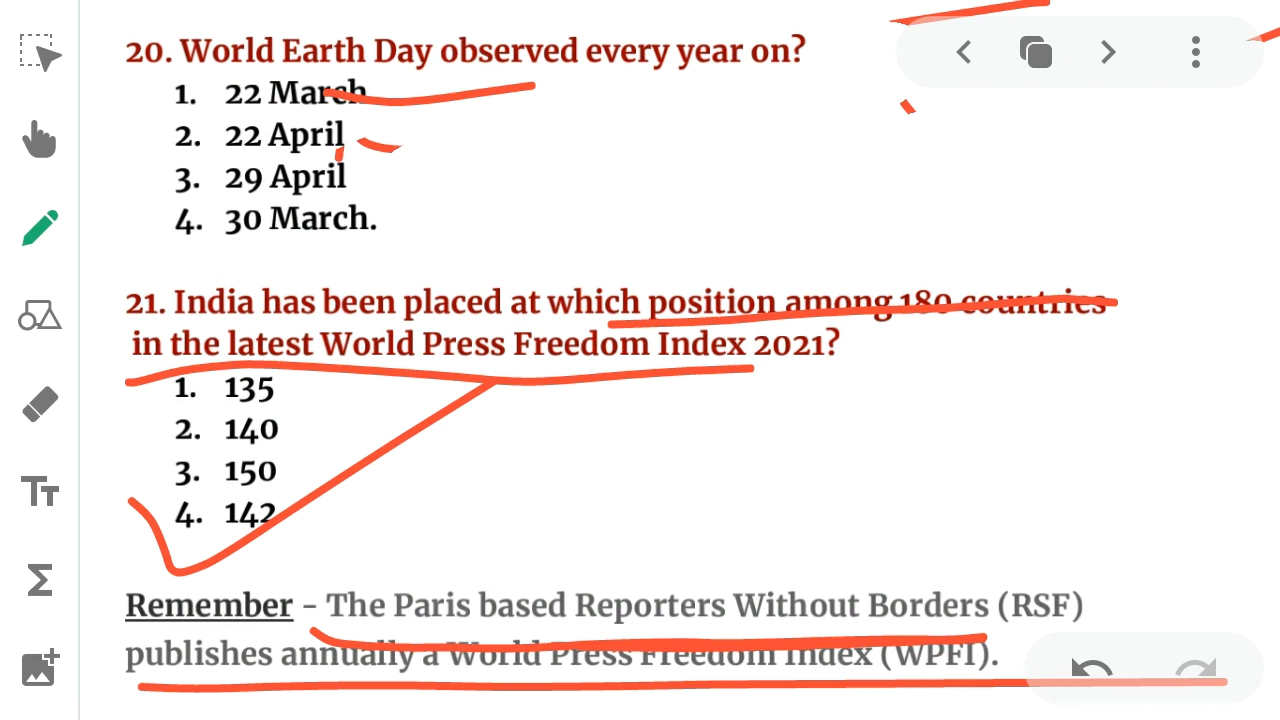 20. World Earth Day observed every year on?
1. 22 March
2. 22 April
3. 29 April
4. 30 March.
21. India has been placed at which position among 180 countries
in the latest World Press Freedom Index 2021?
1. 135
2. 140
3. 150
4. 142
Remember - The Paris based Reporters Without Borders (RSF)
publishes annually a World Press Freedom Index (WPFI).